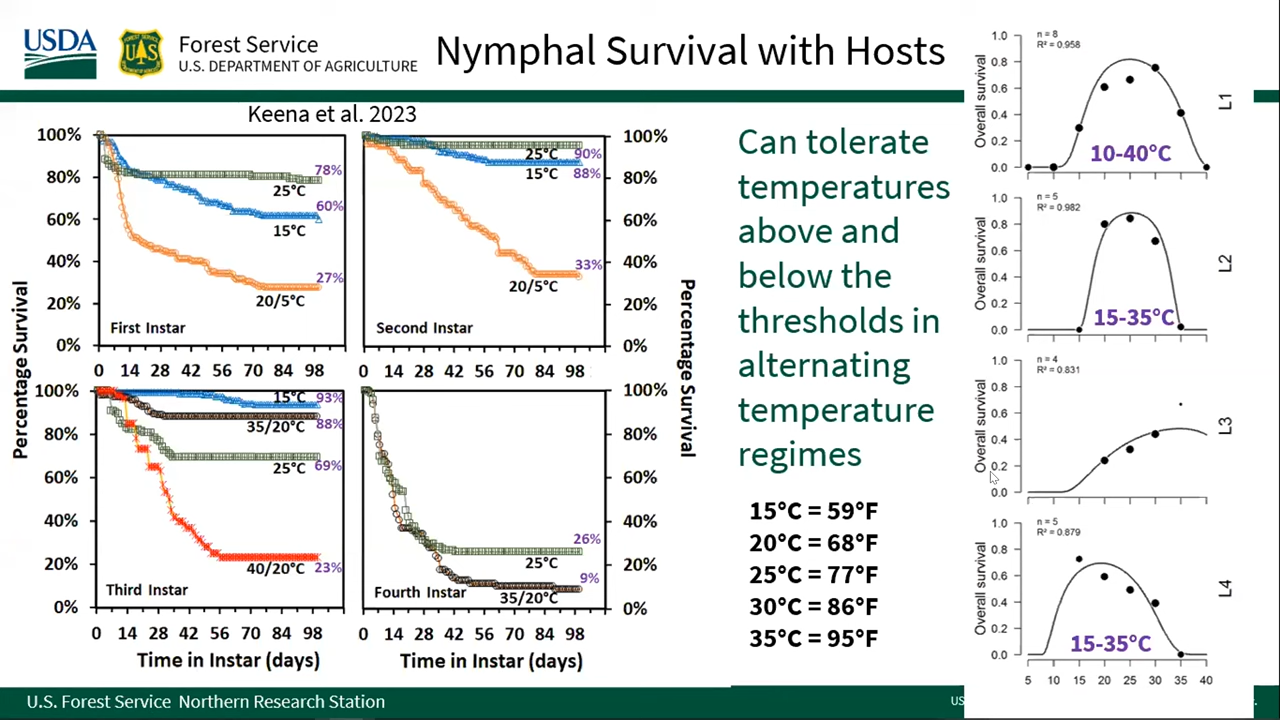 USDA
Forest Service
U.S. DEPARTMENT OF AGRICULTURE
FOREST SERVICE
U S
DEPARTMENT OF AGRICULTURE
Nymphal Survival with Hosts
Keena et al. 2023
Percentage Survival
100%
80%
60%
40%
20%
0%
78%
25°C
60%
15°C
27%
20/5°C
First Instar
0 14 28 42 56 70 84 98
100%
80%
60%
40%
20%
0%
25°C 90%
15°C 88%
33%
20/5°C
Second Instar
0 14 28 42 56 70 84 98
100%
80%
60%
40%
20%
0%
15°C 93%
35/20°C 88%
69%
25°C
40/20°C 23%
Third Instar
0 14 28 42 56 70 84 98
Time in Instar (days)
Percentage Survival
100%
80%
60%
40%
20%
0%
26%
25°C
9%
35/20°C
Fourth Instar
0 14 28 42 56 70 84 98
Time in Instar (days)
Can tolerate
temperatures
above and
below the
thresholds in
alternating
temperature
regimes
15°C = 59°F
20°C = 68°F
25°C = 77°F
30°C = 86°F
35°C = 95°F
n = 8
R² = 0.958
Overall survival
1.0
0.8
0.6
0.4
0.2
0.0
10-40°C
L1
n = 5
R² = 0.982
Overall survival
1.0
0.8
0.6
0.4
0.2
0.0
15-35°C
L2
n = 4
R² = 0.831
Overall survival
1.0
0.8
0.6
0.4
0.2
0.0
L3
n = 5
R² = 0.879
Overall survival
1.0
0.8
0.6
0.4
0.2
0.0
15-35°C
L4
5 10 15 20 25 30 35 40
U.S. Forest Service Northern Research Station
US